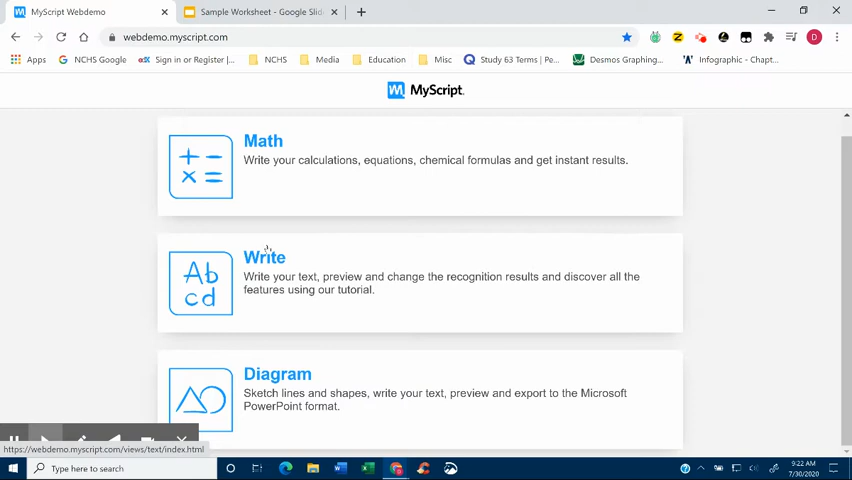 MyScript Webdemo
Sample Worksheet - Google Slid
webdemo.myscript.com
D
Apps
NCHS Google
Sign in or Register |...
NCHS
Media
Education
Misc
Study 63 Terms | Pe...
Desmos Graphing...
Infographic - Chapt...
MyScript.
Math
Write your calculations, equations, chemical formulas and get instant results.
Ab
cd
Write
Write your text, preview and change the recognition results and discover all the
features using our tutorial.
Diagram
Sketch lines and shapes, write your text, preview and export to the Microsoft
PowerPoint format.
https://webdemo.myscript.com/views/text/index.html
Type here to search
9:22 AM
7/30/2020